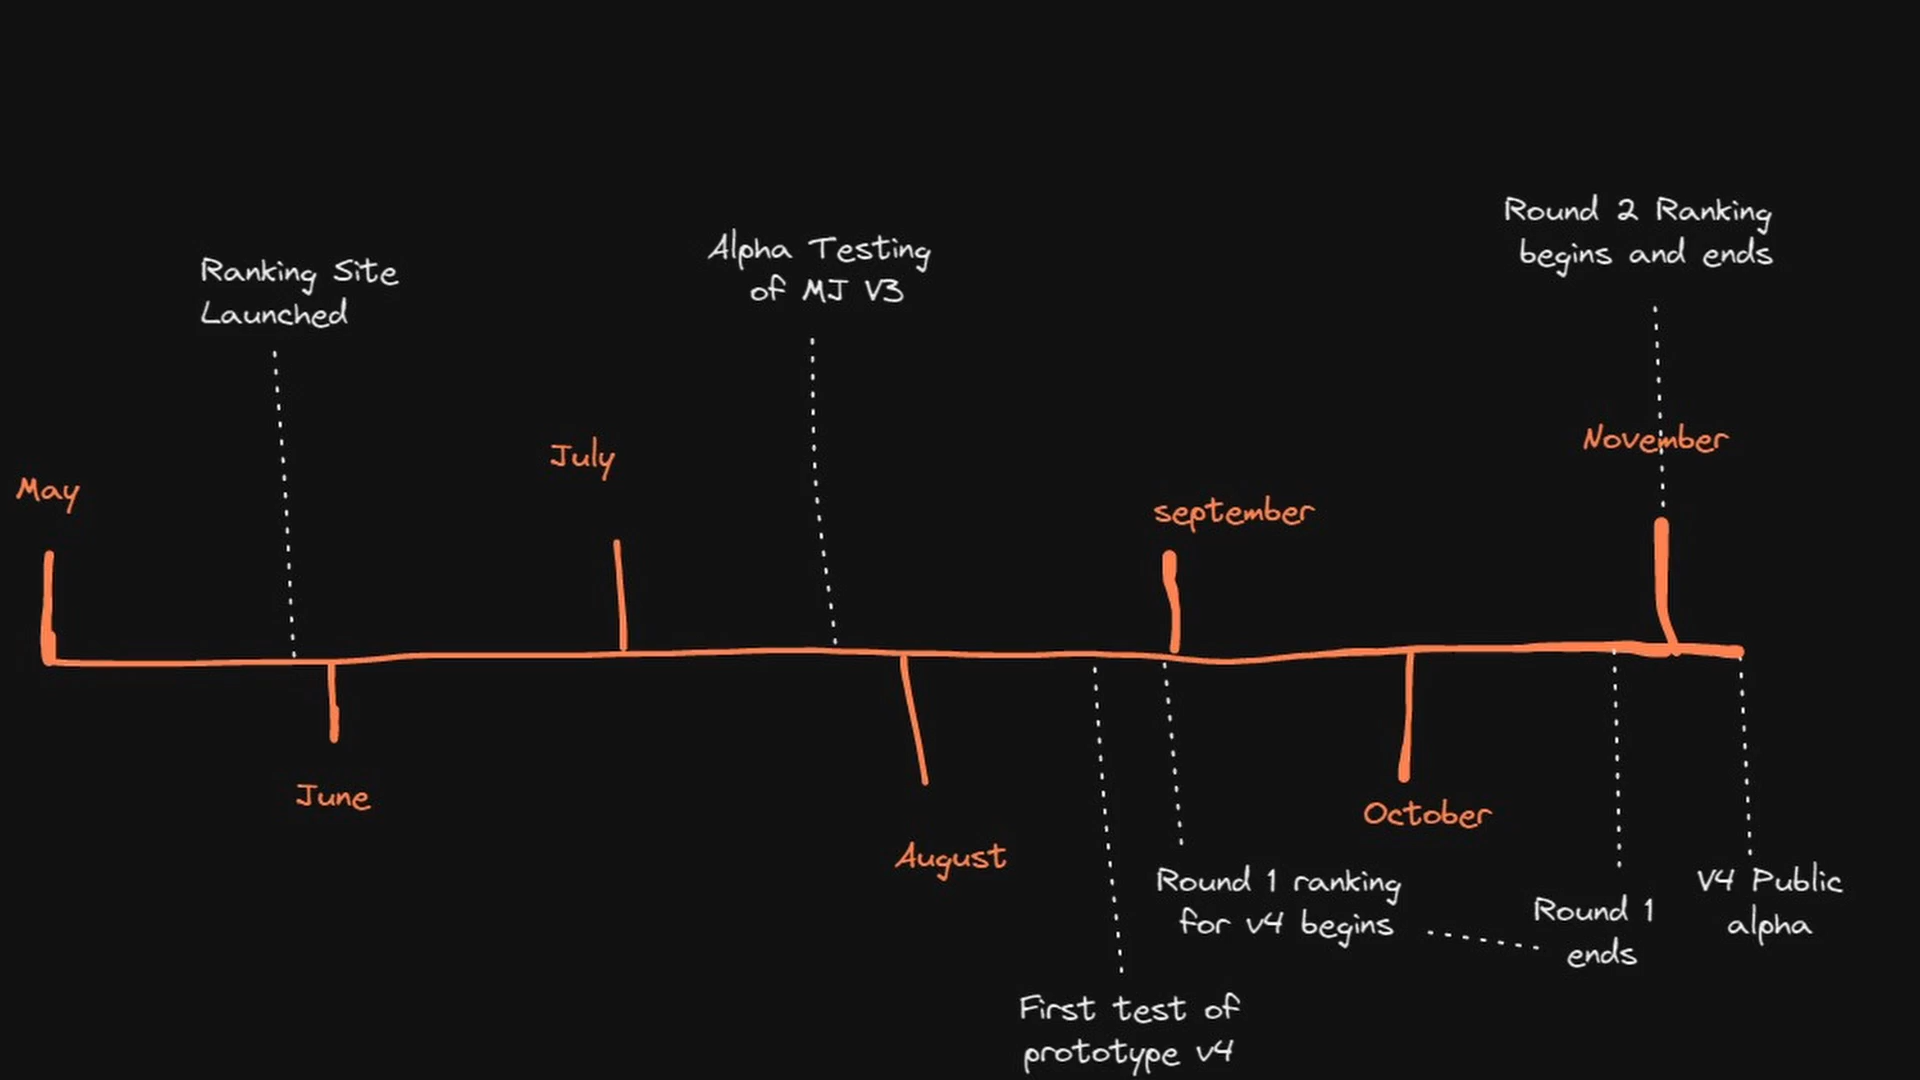 Round 2 Ranking
begins and ends
Alpha Testing
of MJ V3
Ranking Site
Launched
November
July
May
september
June
October
August
Round 1 ranking
for v4 begins
Round 1
ends
V4 Public
alpha
First test of
prototype v4